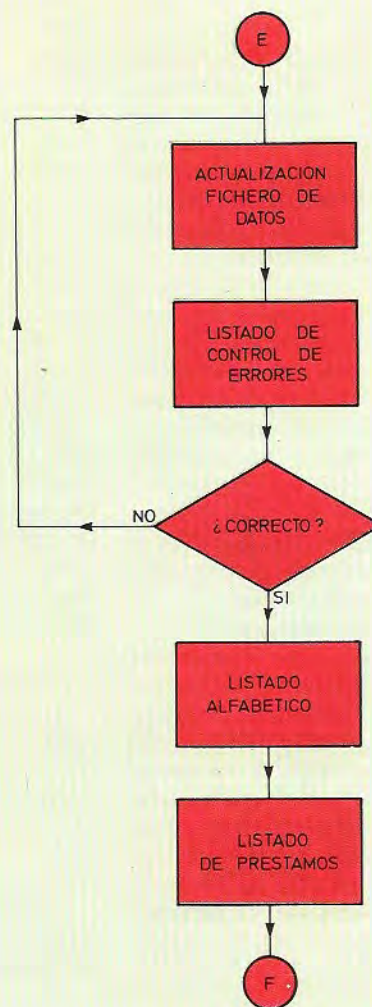 E
ACTUALIZACION
FICHERO DE
DATOS
LISTADO DE
CONTROL DE
ERRORES
NO
¿ CORRECTO ?
SI
LISTADO
ALFABETICO
LISTADO
DE PRESTAMOS
F